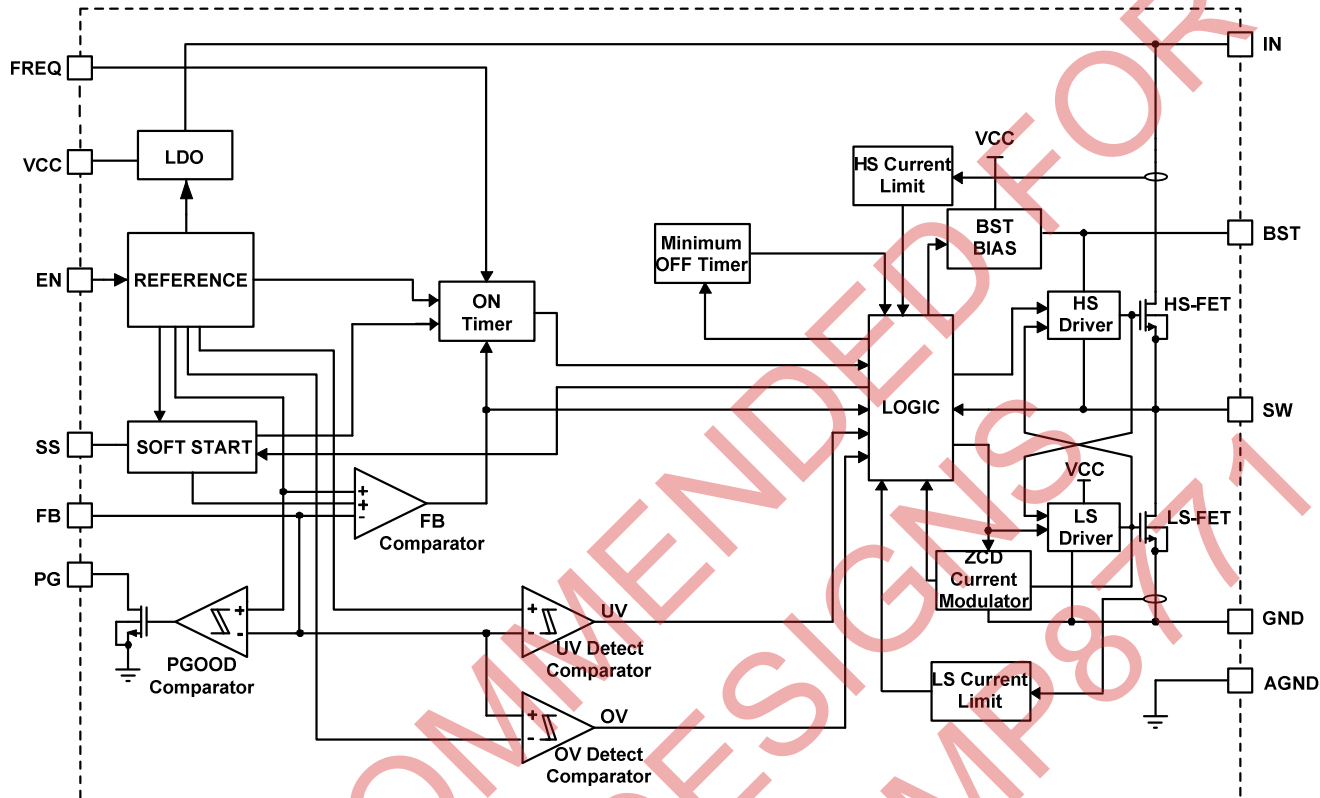 IN
FREQ
VCC
LDO
VCC
HS Current
Limit
BST
BIAS
BST
Minimum
OFF Timer
EN
REFERENCE
ON
Timer
HS
Driver
HS-FET
LOGIC
SW
SS
SOFT START
VCC
FB
+
+
-
FB
Comparator
LS
Driver
LS-FET
PG
ZCD
Current
Modulator
+
-
PGOOD
Comparator
+
-
UV
UV Detect
Comparator
GND
LS Current
Limit
AGND
+
-
OV
OV Detect
Comparator
OMMENDED FOR
DESIGNS
MP8771